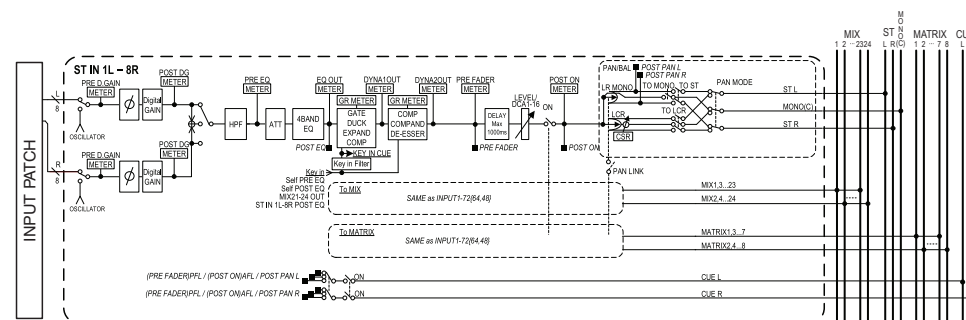 MIX
ST
MONO(C)
MATRIX
CU
1 2 ··· 2324
L R (C)
1 2 ··· 7 8
L
INPUT PATCH
ST IN 1L – 8R
L
8
R
8
PRE D.GAIN
METER
OSCILLATOR
Ø
Digital
GAIN
POST DG
METER
PRE D.GAIN
METER
OSCILLATOR
Ø
Digital
GAIN
POST DG
METER
PRE EQ
METER
HPF
ATT
EQ OUT
METER
4BAND
EQ
POST EQ
DYNA1OUT
METER
GR METER
GATE
DUCK
EXPAND
COMP
KEY IN CUE
Key in Filter
Key in
Self PRE EQ
Self POST EQ
MIX21-24 OUT
ST IN 1L-8R POST EQ
DYNA2OUT
METER
GR METER
COMP
COMPAND
DE-ESSER
PRE FADER
METER
PRE FADER
DELAY
Max
1000ms
LEVEL/
DCA1-16
ON
POST ON
METER
POST ON
PAN/BAL
POST PAN L
POST PAN R
LR MONO
TO MONO
TO ST
PAN MODE
LCR
TO LCR
CSR
PAN LINK
ST L
MONO(C)
ST R
To MIX
SAME as INPUT1-72{64,48}
MIX1,3...23
MIX2,4...24
To MATRIX
SAME as INPUT1-72{64,48}
MATRIX1,3...7
MATRIX2,4...8
(PRE FADER)PFL / (POST ON)AFL / POST PAN L
ON
CUE L
(PRE FADER)PFL / (POST ON)AFL / POST PAN R
ON
CUE R